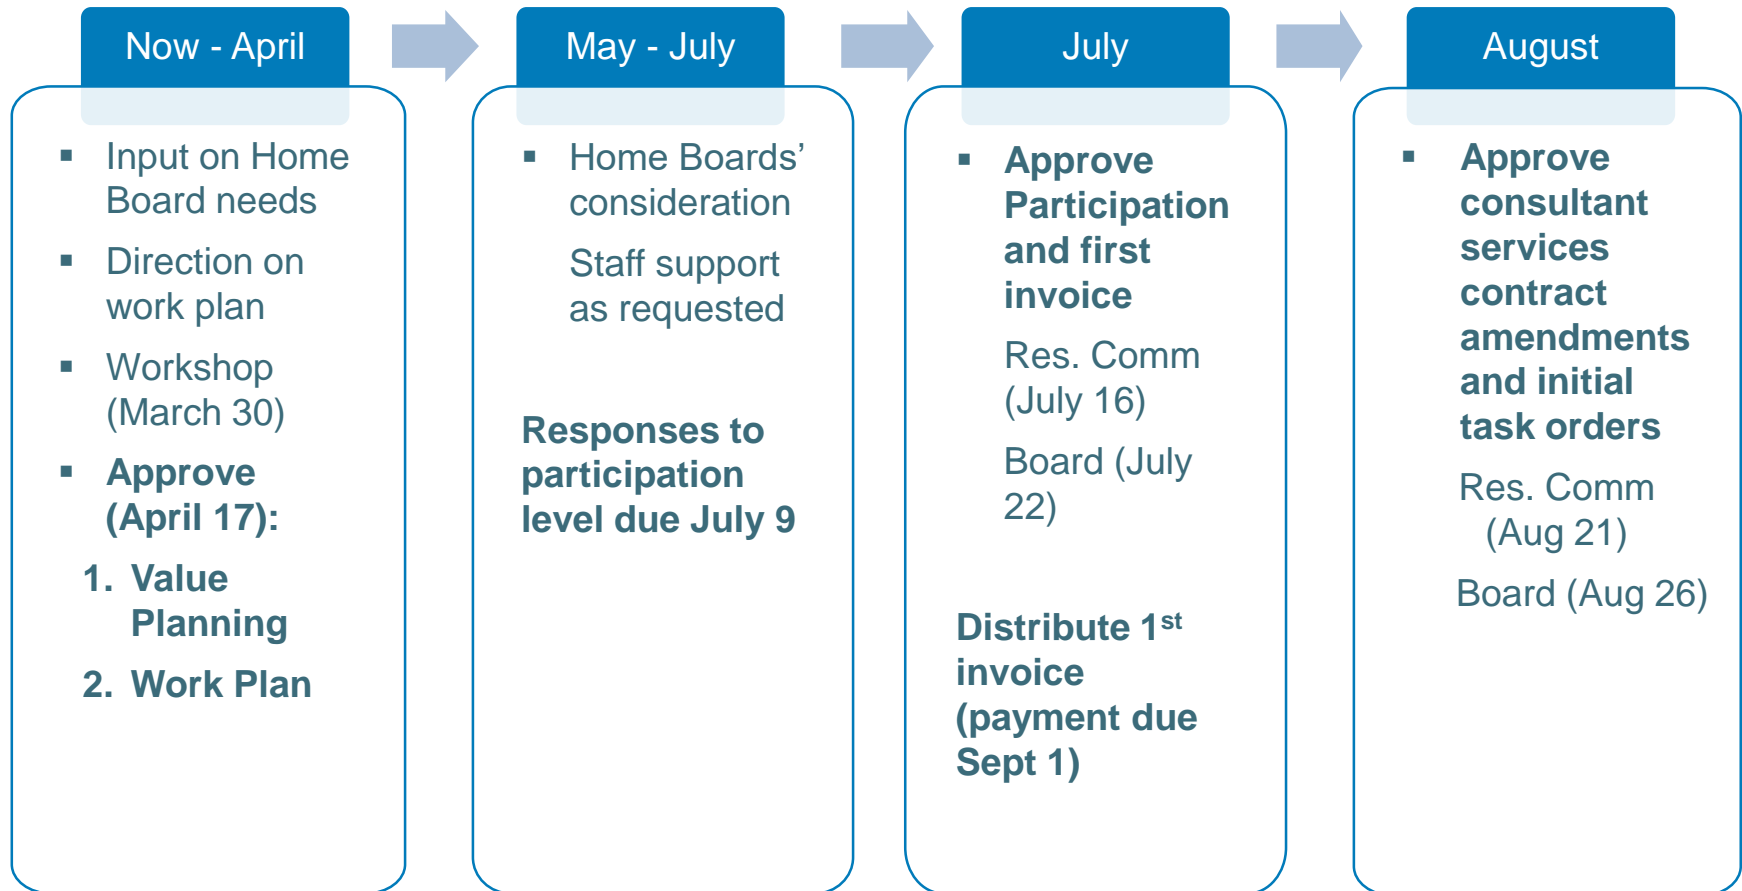 Now - April
▪ Input on Home
Board needs
▪ Direction on
work plan
▪ Workshop
(March 30)
▪ Approve
(April 17):
1. Value
Planning
2. Work Plan
May - July
▪ Home Boards’
consideration
Staff support
as requested
Responses to
participation
level due July 9
July
▪ Approve
Participation
and first
invoice
Res. Comm
(July 16)
Board (July
22)
Distribute 1st
invoice
(payment due
Sept 1)
August
▪ Approve
consultant
services
contract
amendments
and initial
task orders
Res. Comm
(Aug 21)
Board (Aug 26)